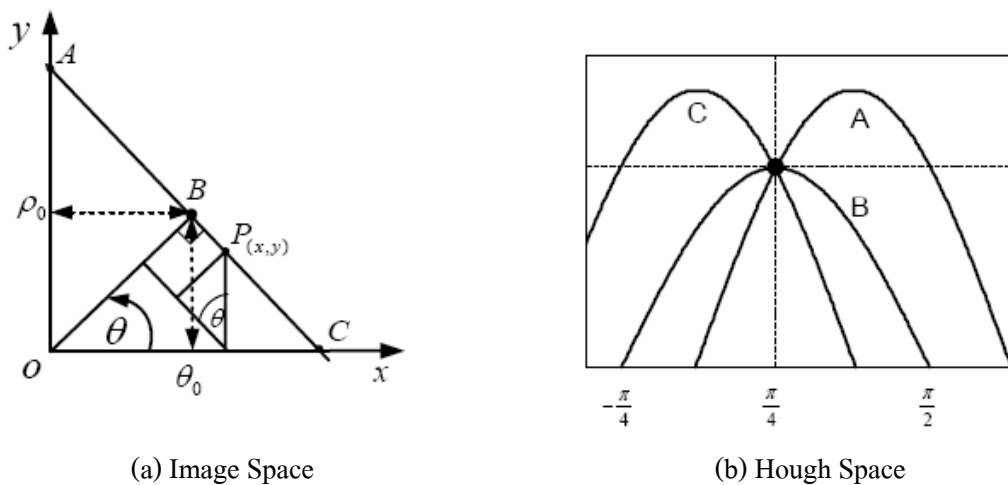 y
A
B
ρ₀
P(x,y)
θ
θ
C
O
θ₀
x
C
A
B
-π/4
π/4
π/2
(a) Image Space
(b) Hough Space